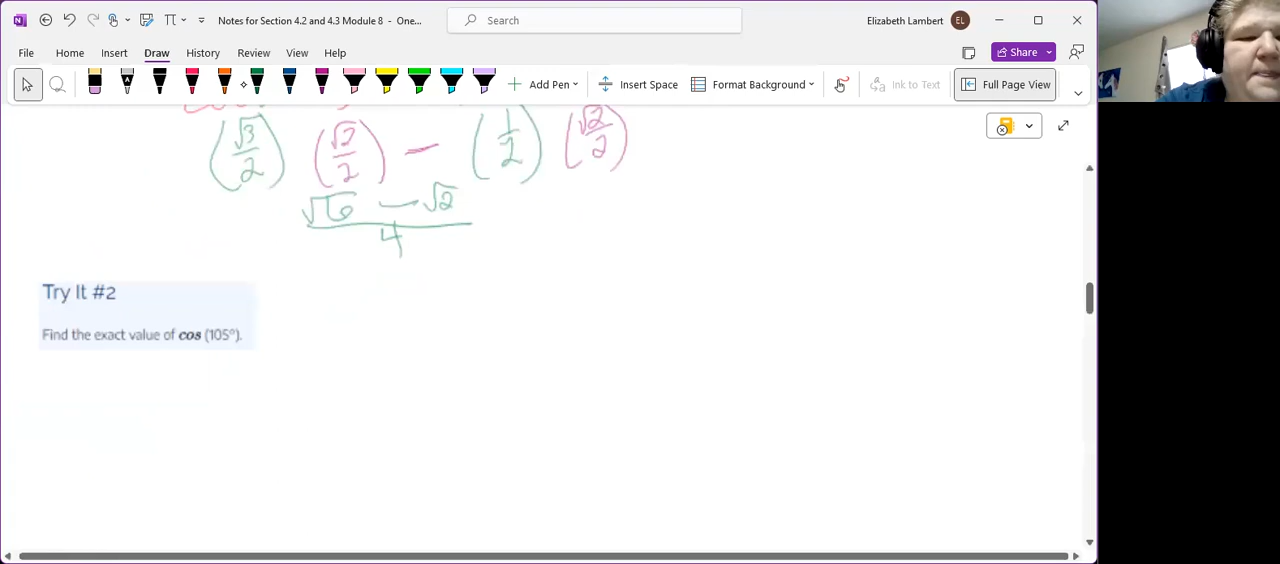 Notes for Section 4.2 and 4.3 Module 8 - One...
Search
Elizabeth Lambert EL
File Home Insert Draw History Review View Help Share
Add Pen Insert Space Format Background Ink to Text Full Page View
(√3/2) (√2/2) - (1/2) (√2/2)
√6 - √2
4
Try It #2
Find the exact value of cos (105°).